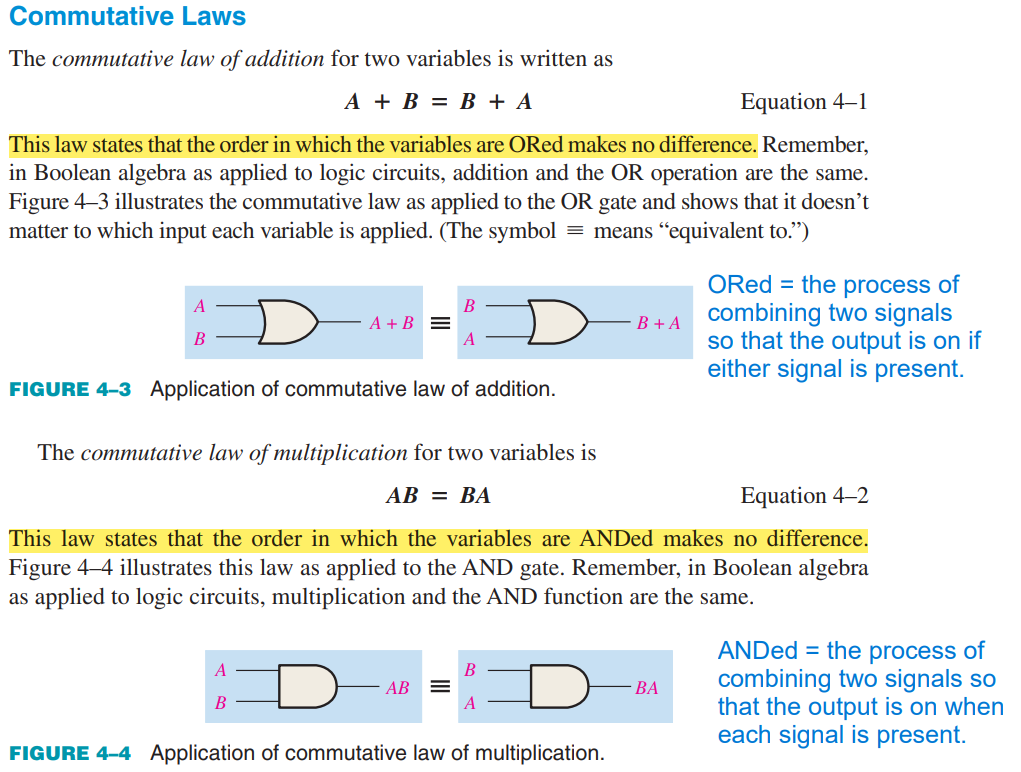 Commutative Laws
The commutative law of addition for two variables is written as
A + B = B + A Equation 4–1
This law states that the order in which the variables are ORed makes no difference. Remember,
in Boolean algebra as applied to logic circuits, addition and the OR operation are the same.
Figure 4–3 illustrates the commutative law as applied to the OR gate and shows that it doesn’t
matter to which input each variable is applied. (The symbol ≡ means “equivalent to.”)
A
B
A + B
≡
B
A
B + A
ORed = the process of
combining two signals
so that the output is on if
either signal is present.
FIGURE 4–3 Application of commutative law of addition.
The commutative law of multiplication for two variables is
AB = BA Equation 4–2
This law states that the order in which the variables are ANDed makes no difference.
Figure 4–4 illustrates this law as applied to the AND gate. Remember, in Boolean algebra
as applied to logic circuits, multiplication and the AND function are the same.
A
B
AB
≡
B
A
BA
ANDed = the process of
combining two signals so
that the output is on when
each signal is present.
FIGURE 4–4 Application of commutative law of multiplication.